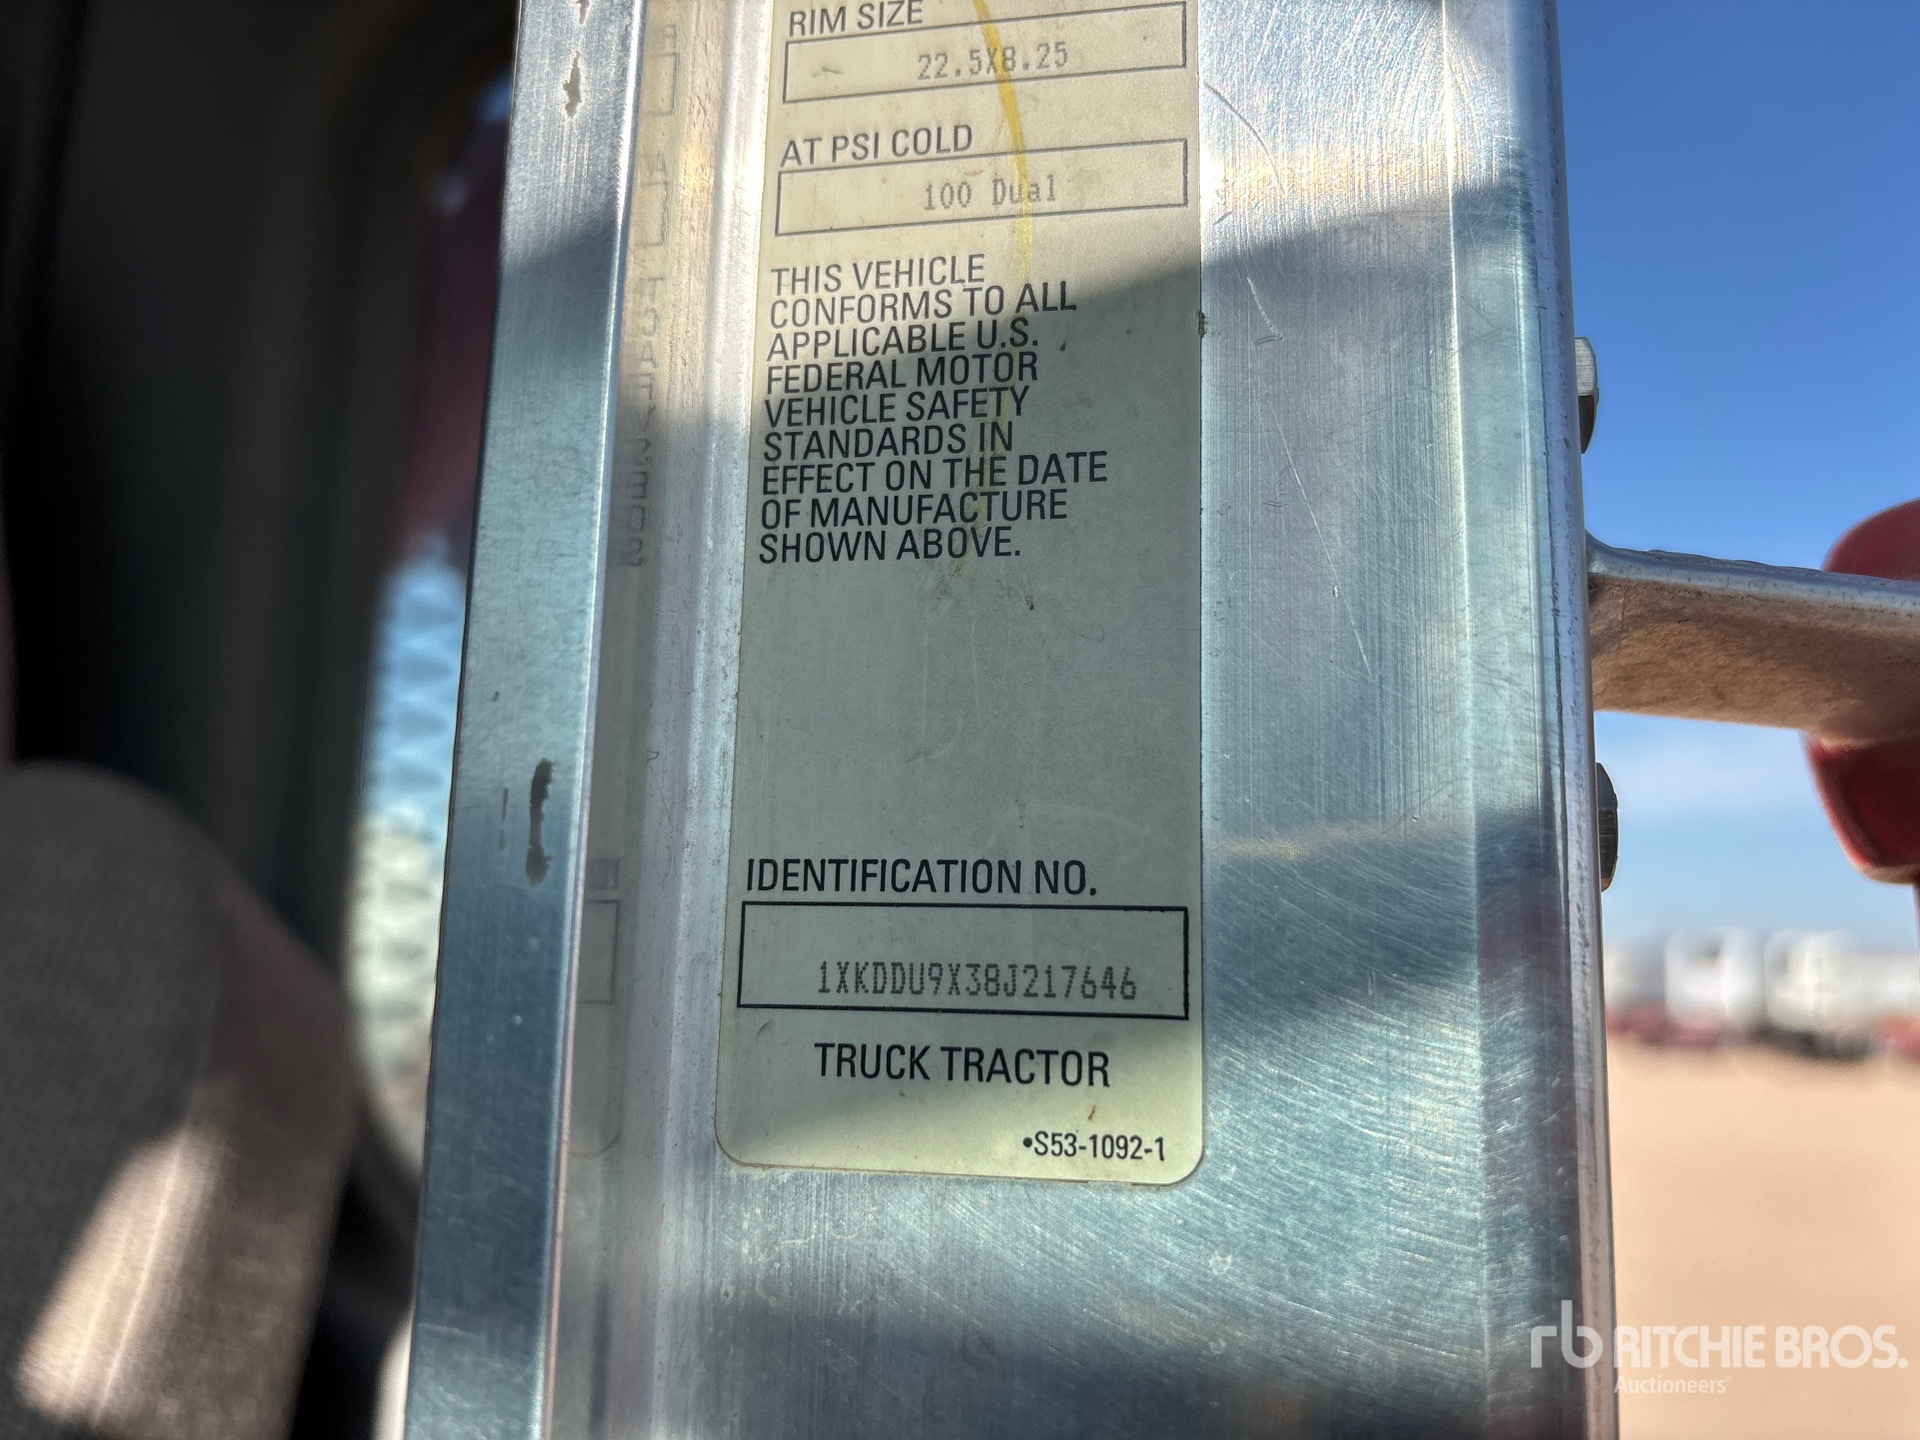 RIM SIZE
22.5X8.25
AT PSI COLD
100 Dual
THIS VEHICLE
CONFORMS TO ALL
APPLICABLE U.S.
FEDERAL MOTOR
VEHICLE SAFETY
STANDARDS IN
EFFECT ON THE DATE
OF MANUFACTURE
SHOWN ABOVE.
IDENTIFICATION NO.
1XKDDU9X38J217646
TRUCK TRACTOR
•S53-1092-1
rb RITCHIE BROS.
Auctioneers